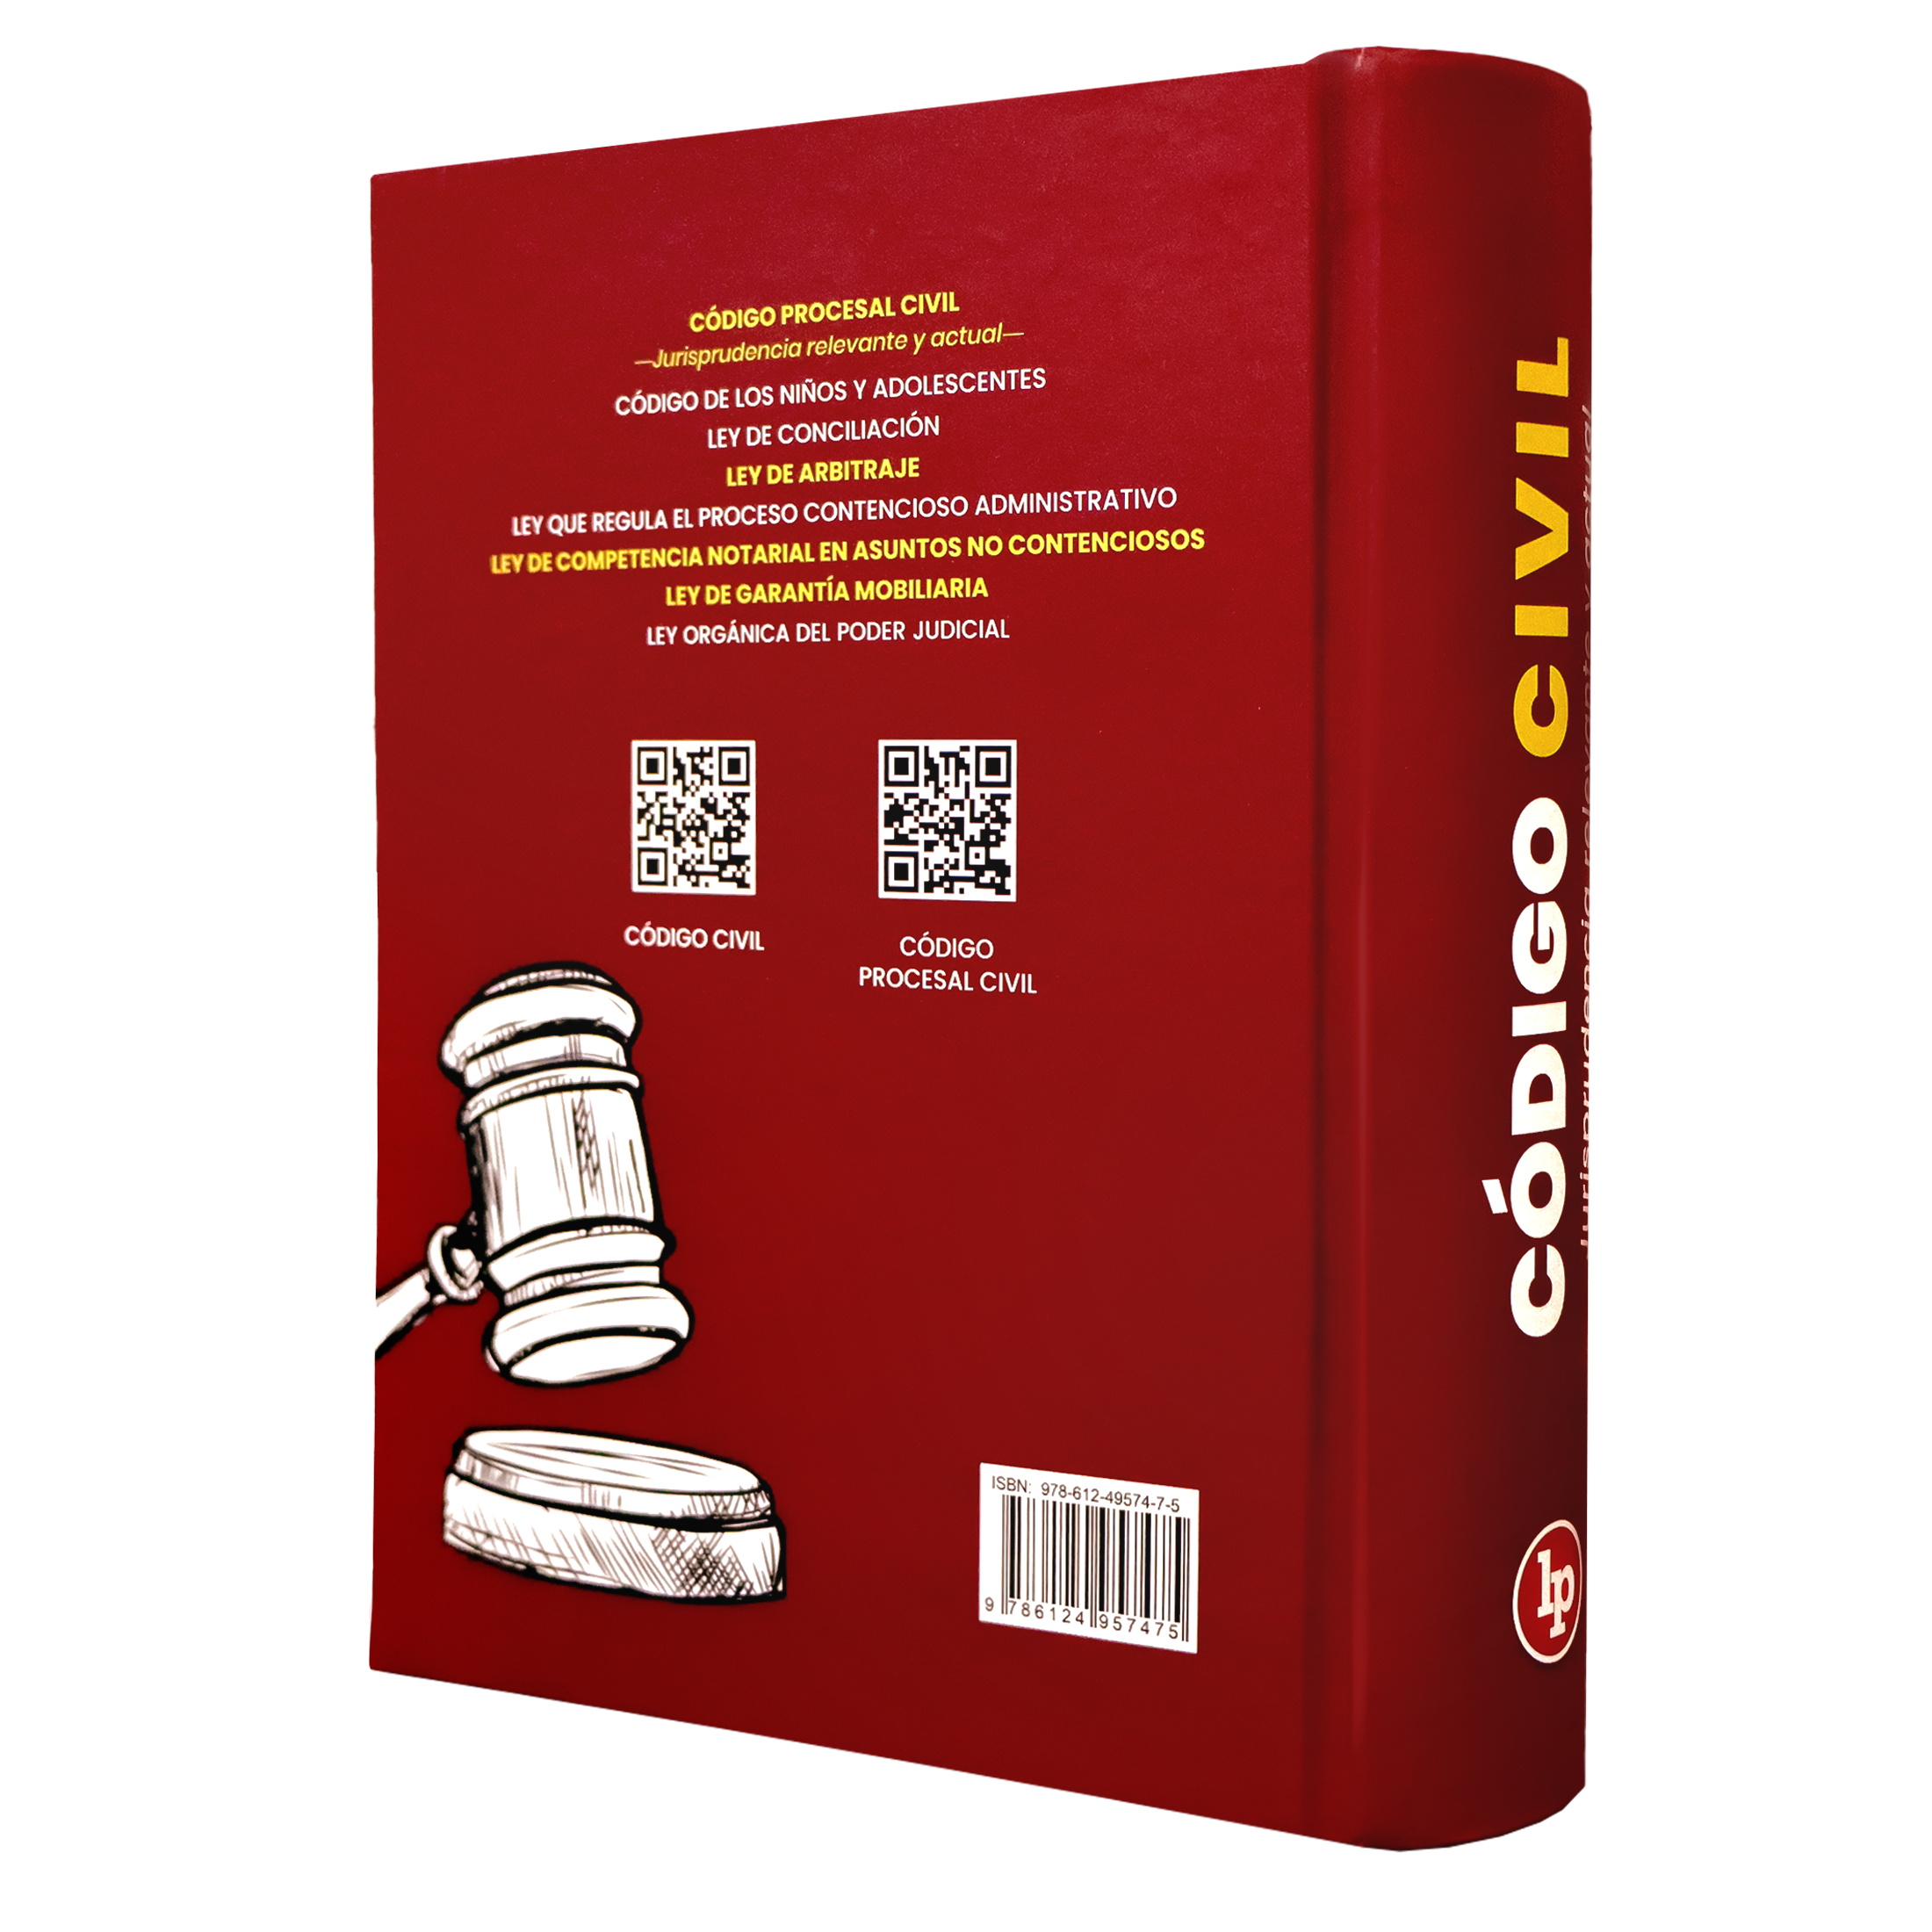 CÓDIGO PROCESAL CIVIL
—Jurisprudencia relevante y actual—
CÓDIGO DE LOS NIÑOS Y ADOLESCENTES
LEY DE CONCILIACIÓN
LEY DE ARBITRAJE
LEY QUE REGULA EL PROCESO CONTENCIOSO ADMINISTRATIVO
LEY DE COMPETENCIA NOTARIAL EN ASUNTOS NO CONTENCIOSOS
LEY DE GARANTÍA MOBILIARIA
LEY ORGÁNICA DEL PODER JUDICIAL
CÓDIGO CIVIL
CÓDIGO
PROCESAL CIVIL
ISBN: 978-612-49574-7-5
9 786124 957475
CÓDIGO CIVIL
Jurisprudencia relevante y actual
lp